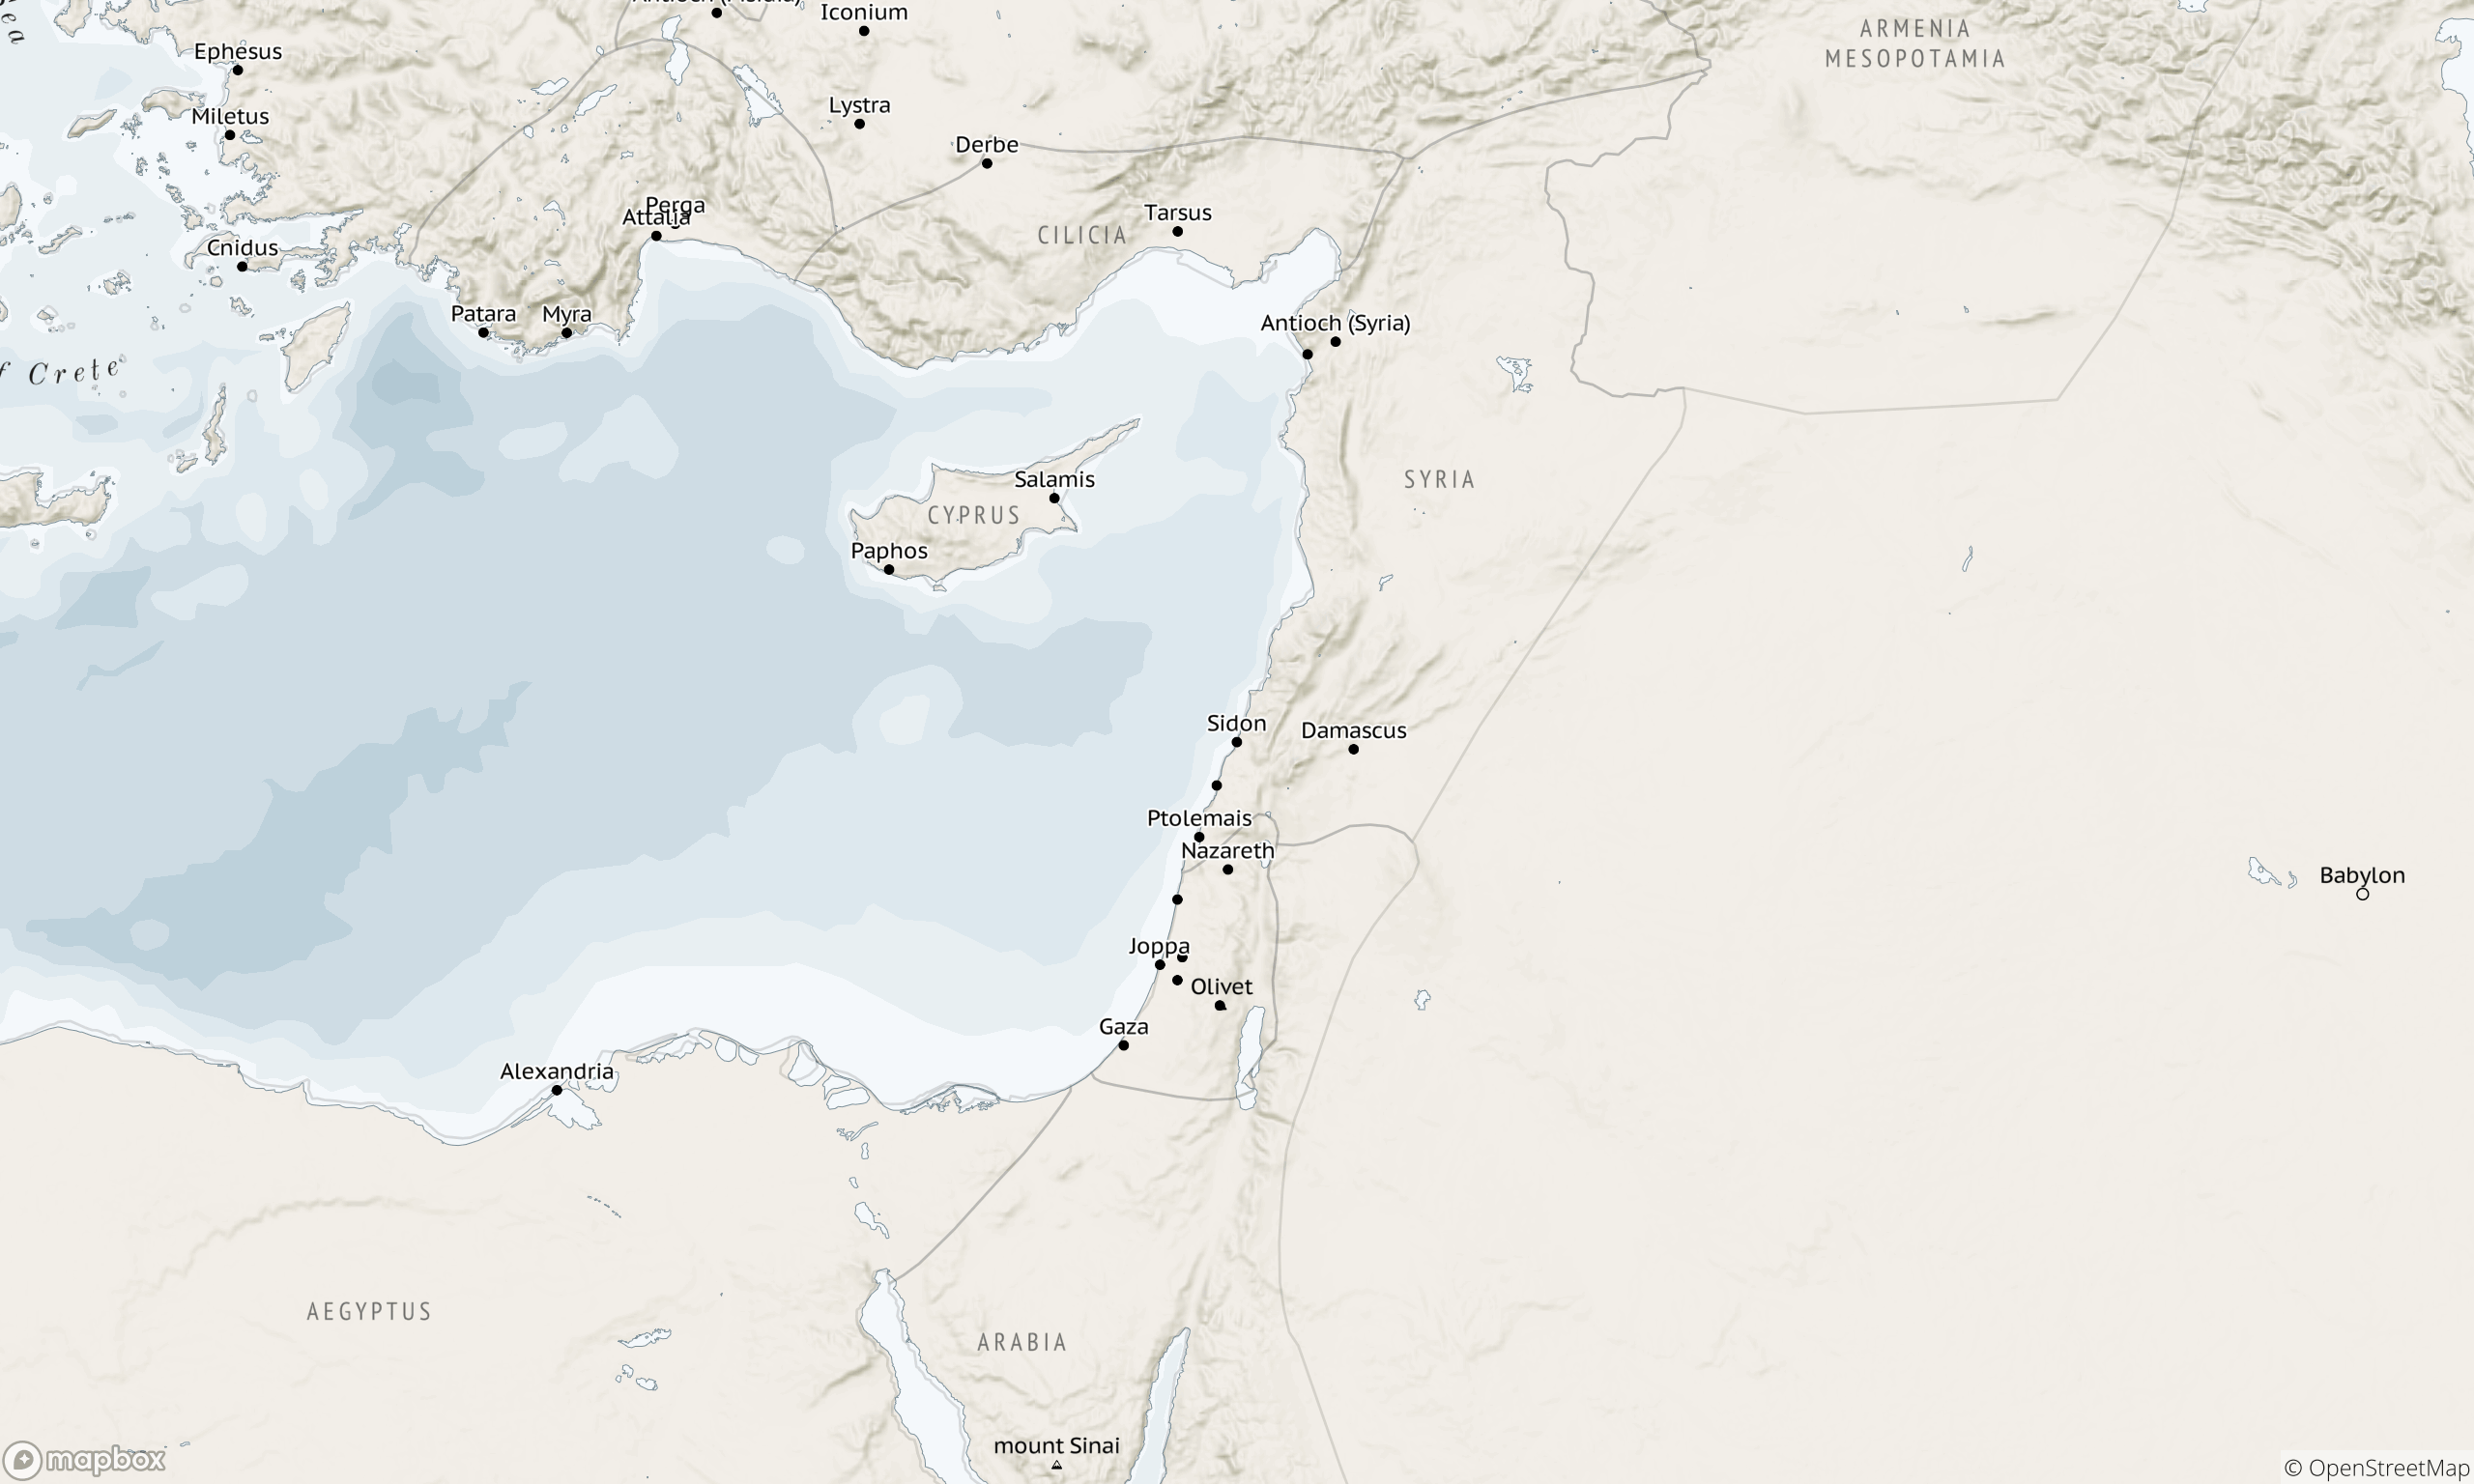 Antioch (Pisidia)
Iconium
ARMENIA
MESOPOTAMIA
Ephesus
Lystra
Miletus
Derbe
Perga
Attalia
Tarsus
CILICIA
Cnidus
Patara
Myra
Antioch (Syria)
f Crete
Salamis
SYRIA
CYPRUS
Paphos
Sidon
Damascus
Ptolemais
Nazareth
Babylon
Joppa
Olivet
Gaza
Alexandria
AEGYPTUS
ARABIA
mount Sinai
mapbox
© OpenStreetMap